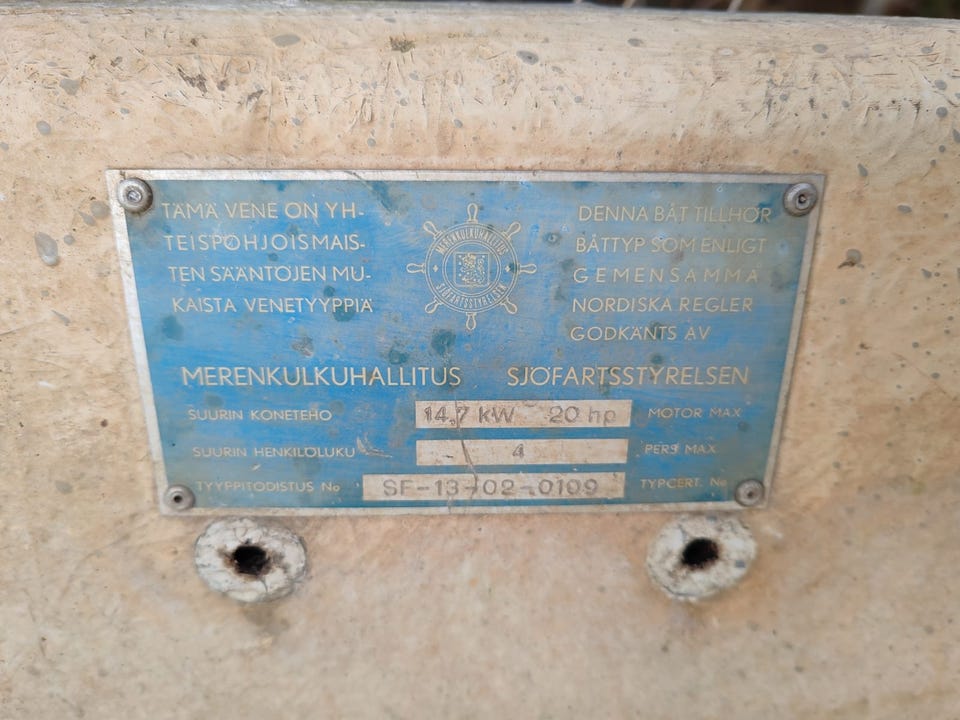 TÄMÄ VENE ON YH-
TEISPOHJOISMAIS-
TEN SÄÄNTÖJEN MU-
KAISTA VENETYYPPIÄ
MERENKULKUHALLITUS
SJÖFARTSSTYRELSEN
DENNA BÅT TILLHÖR
BÅTTYP SOM ENLIGT
GEMENSAMMA
NORDISKA REGLER
GODKÄNTS AV
MERENKULKUHALLITUS SJÖFARTSSTYRELSEN
SUURIN KONETEHO 14,7 kW 20 hp MOTOR MAX
SUURIN HENKILÖLUKU 4 PERS MAX
TYYPPITODISTUS No SF-13-02-0109 TYPCERT. No